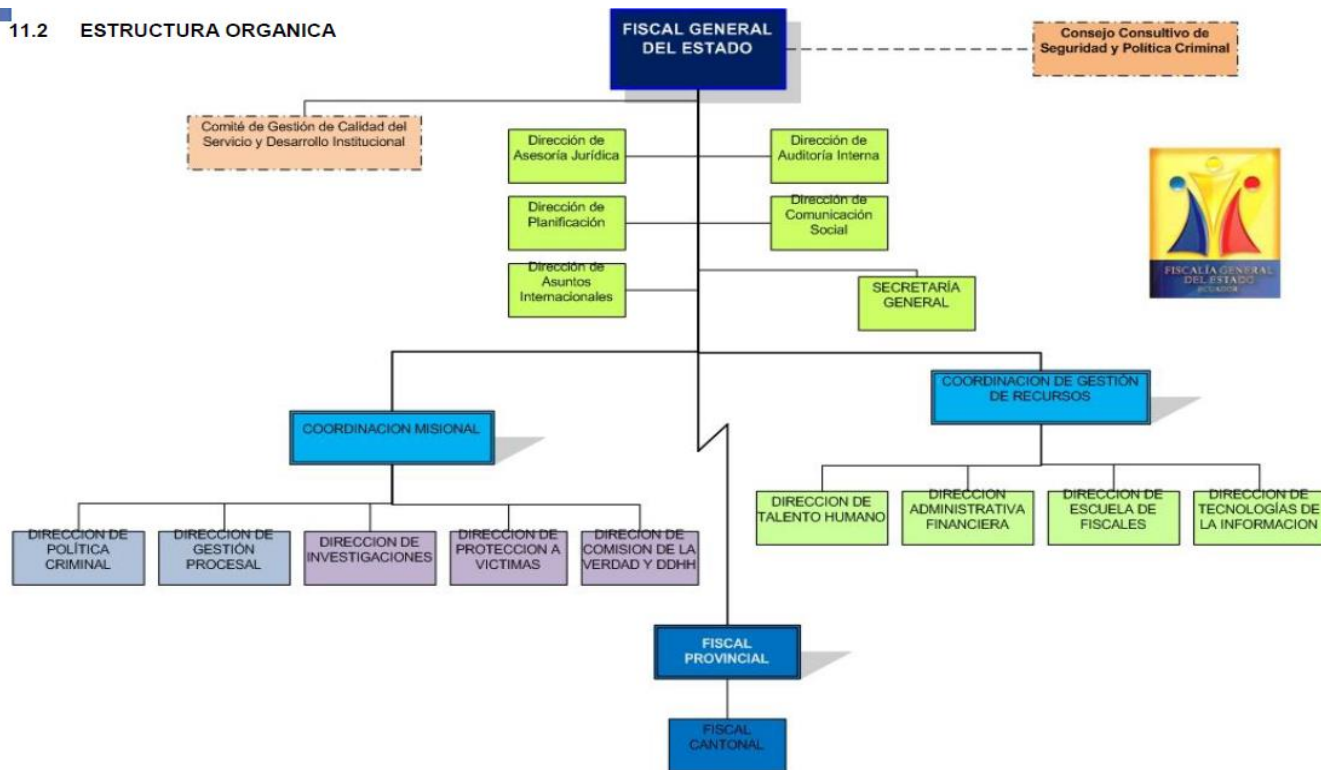 11.2 ESTRUCTURA ORGANICA
FISCAL GENERAL
DEL ESTADO
Consejo Consultivo de
Seguridad y Política Criminal
Comité de Gestión de Calidad del
Servicio y Desarrollo Institucional
Dirección de
Asesoría Jurídica
Dirección de
Auditoría Interna
Dirección de
Planificación
Dirección de
Comunicación
Social
Dirección de
Asuntos
Internacionales
SECRETARÍA
GENERAL
FISCALÍA GENERAL
DEL ESTADO
ECUADOR
COORDINACION MISIONAL
COORDINACION DE GESTIÓN
DE RECURSOS
DIRECCION DE
POLÍTICA
CRIMINAL
DIRECCION DE
GESTIÓN
PROCESAL
DIRECCION DE
INVESTIGACIONES
DIRECCION DE
PROTECCION A
VICTIMAS
DIRECION DE
COMISION DE LA
VERDAD Y DDHH
DIRECCION DE
TALENTO HUMANO
DIRECCION
ADMINISTRATIVA
FINANCIERA
DIRECCION DE
ESCUELA DE
FISCALES
DIRECCION DE
TECNOLOGÍAS DE
LA INFORMACION
FISCAL
PROVINCIAL
FISCAL
CANTONAL